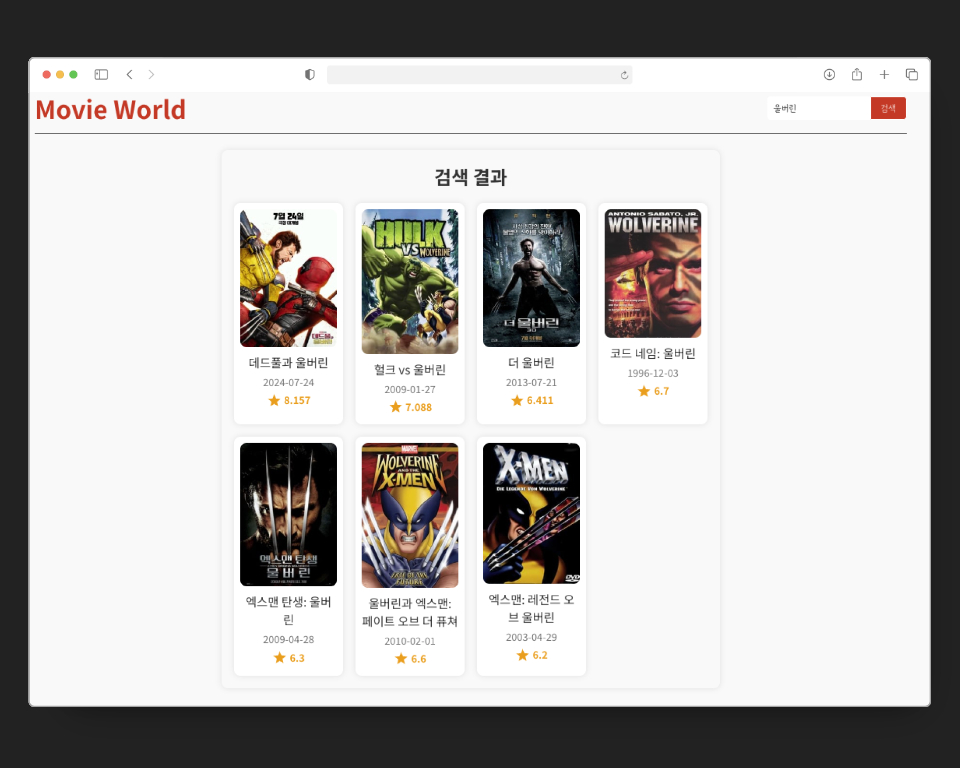 Movie World
울버린
검색
검색 결과
7월 24일
데드풀과 울버린
2024-07-24
★ 8.157
HULK
VS WOLVERINE
헐크 vs 울버린
2009-01-27
★ 7.088
더 울버린
더 울버린
2013-07-21
★ 6.411
ANTONIO SABATO, JR.
WOLVERINE
코드 네임: 울버린
1996-12-03
★ 6.7
엑스맨 탄생
울버린
엑스맨 탄생: 울버
린
2009-04-28
★ 6.3
MARVEL
WOLVERINE
AND THE
X-MEN
FATE OF THE FUTURE
울버린과 엑스맨:
페이트 오브 더 퓨쳐
2010-02-01
★ 6.6
X-MEN
DIE LEGENDE VON WOLVERINE
DVD
엑스맨: 레전드 오
브 울버린
2003-04-29
★ 6.2